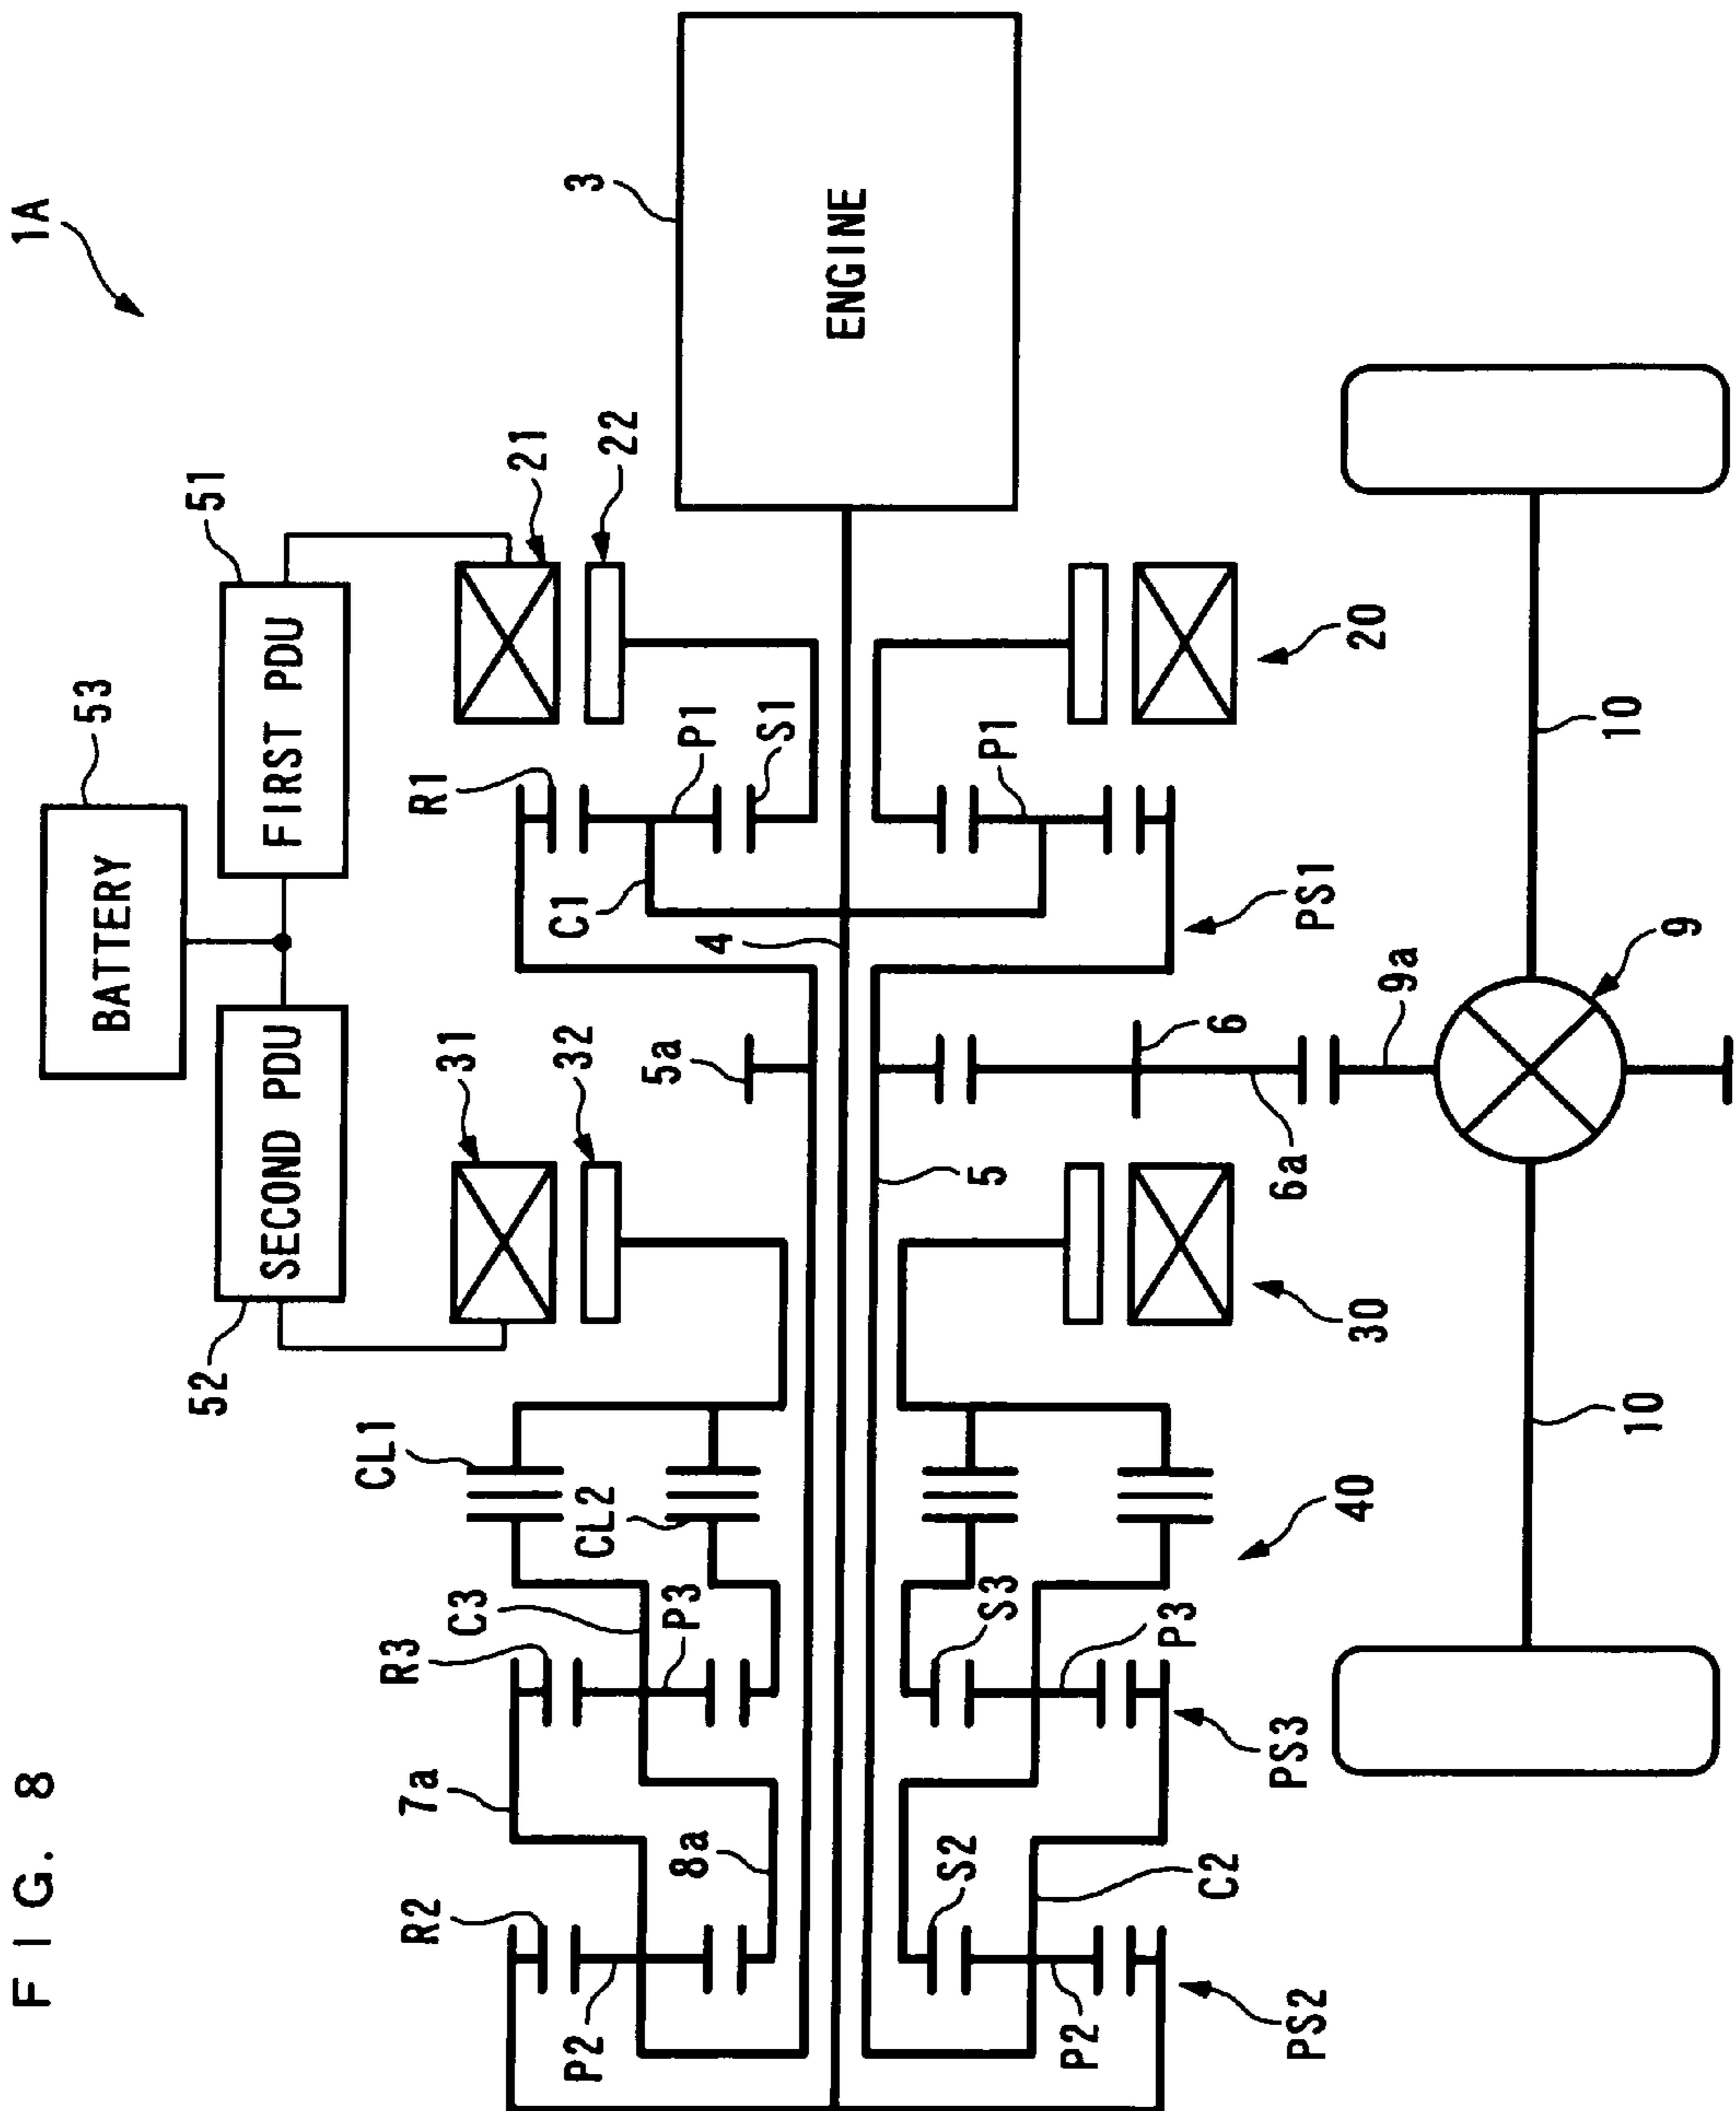 FIG. 8
1A
BATTERY
53
SECOND PDU
FIRST PDU
52
51
31
32
21
22
3
ENGINE
CL1
CL2
R3
C3
P3
7a
8a
R2
P2
5a
R1
P1
S1
C1
4
5
S3
P3
S2
C2
P2
P1
6
6a
9a
9
PS2
PS3
40
30
PS1
20
10
10